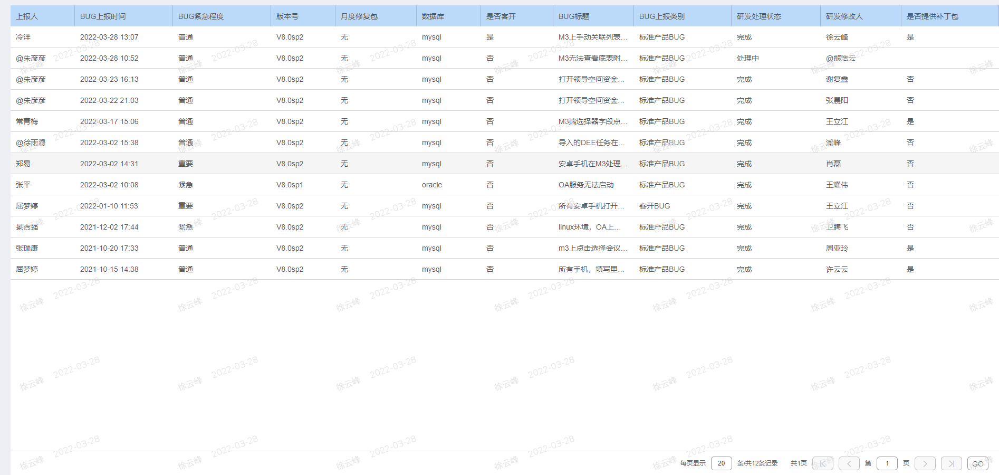 上报人 BUG上报时间 BUG紧急程度 版本号 月度修复包 数据库 是否客开 BUG标题 BUG上报类别 研发处理状态 研发修改人 是否提供补丁包
冷洋 2022-03-28 13:07 普通 V8.0sp2 无 mysql 是 M3上手动关联列表... 标准产品BUG 完成 徐云峰 是
@朱彦彦 2022-03-28 10:52 普通 V8.0sp2 无 mysql 否 M3无法查看底表附... 标准产品BUG 处理中 @熊浩云
@朱彦彦 2022-03-23 16:13 普通 V8.0sp2 无 mysql 否 打开领导空间资金... 标准产品BUG 完成 谢复鑫 否
@朱彦彦 2022-03-22 21:03 普通 V8.0sp2 无 mysql 否 打开领导空间资金... 标准产品BUG 完成 张晨阳 否
常青梅 2022-03-17 15:06 普通 V8.0sp2 无 mysql 否 M3端选择器字段点... 标准产品BUG 完成 王立江 是
@徐雨晨 2022-03-02 15:38 普通 V8.0sp2 无 mysql 否 导入的DEE任务在... 标准产品BUG 完成 潘峰 否
郑易 2022-03-02 14:31 重要 V8.0sp2 无 mysql 否 安卓手机在M3处理... 标准产品BUG 完成 肖磊 否
张平 2022-03-02 10:08 紧急 V8.0sp1 无 oracle 否 OA服务无法启动 标准产品BUG 完成 王耀伟 否
屈梦婷 2022-01-10 11:53 重要 V8.0sp2 无 mysql 否 所有安卓手机打开... 客开BUG 完成 王立江 否
景吉强 2021-12-02 17:44 紧急 V8.0sp2 无 mysql 否 linux环境，OA上... 标准产品BUG 完成 卫腾飞 否
张瑞康 2021-10-20 17:33 普通 V8.0sp2 无 mysql 否 m3上点击选择会议... 标准产品BUG 完成 周亚玲 是
屈梦婷 2021-10-15 14:38 普通 V8.0sp2 无 mysql 否 所有手机，填写里... 标准产品BUG 完成 许云云 是
徐云峰 2022-03-28
每页显示 20 条/共12条记录 共1页 第 1 页 GO